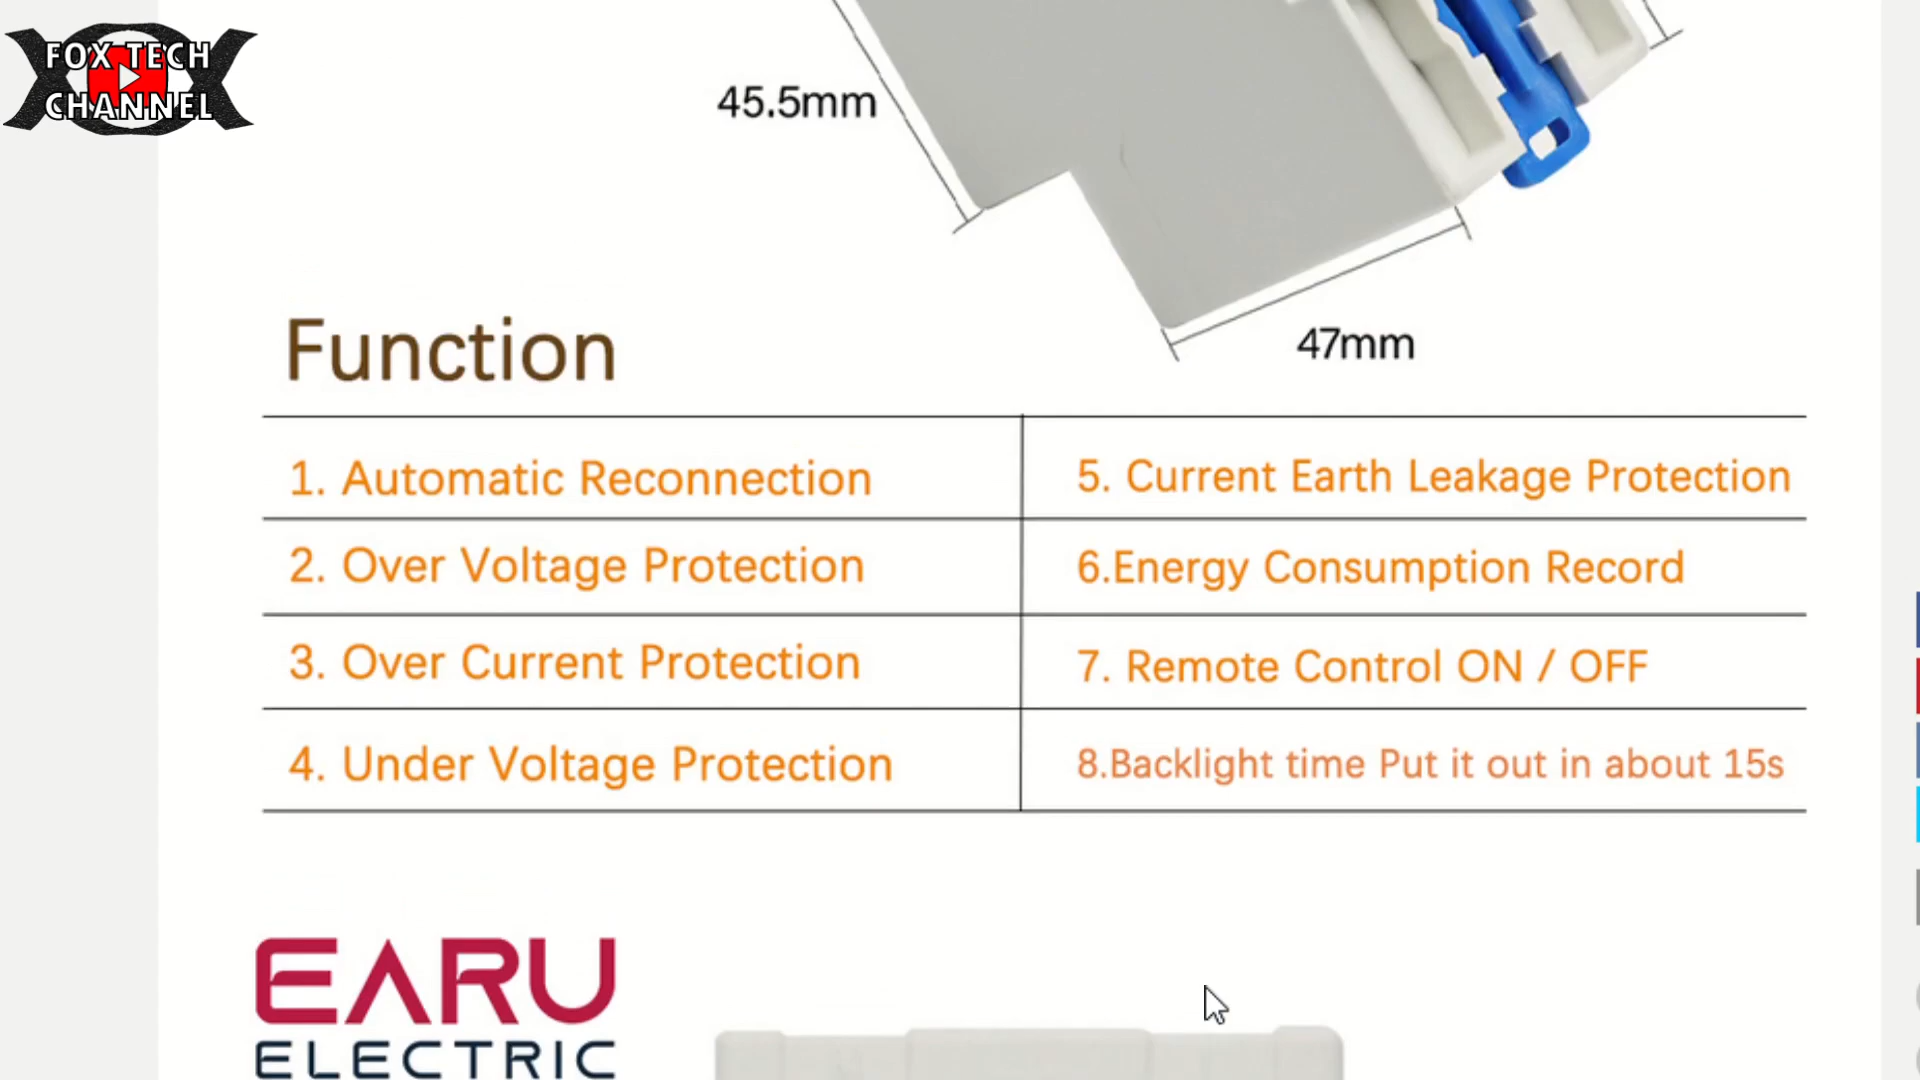 FOX TECH
CHANNEL
45.5mm
47mm
Function
1. Automatic Reconnection
5. Current Earth Leakage Protection
2. Over Voltage Protection
6.Energy Consumption Record
3. Over Current Protection
7. Remote Control ON / OFF
4. Under Voltage Protection
8.Backlight time Put it out in about 15s
EARU
ELECTRIC